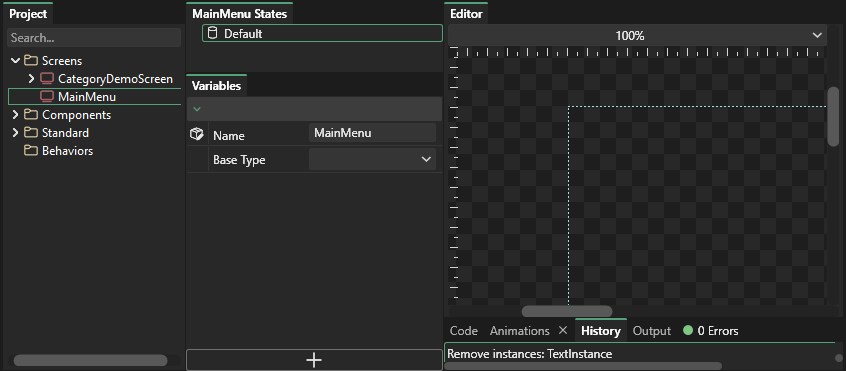 Project
Search...
Screens
CategoryDemoScreen
MainMenu
Components
Standard
Behaviors
MainMenu States
Default
Variables
Name MainMenu
Base Type
Editor
100%
Code Animations History Output 0 Errors
Remove instances: TextInstance